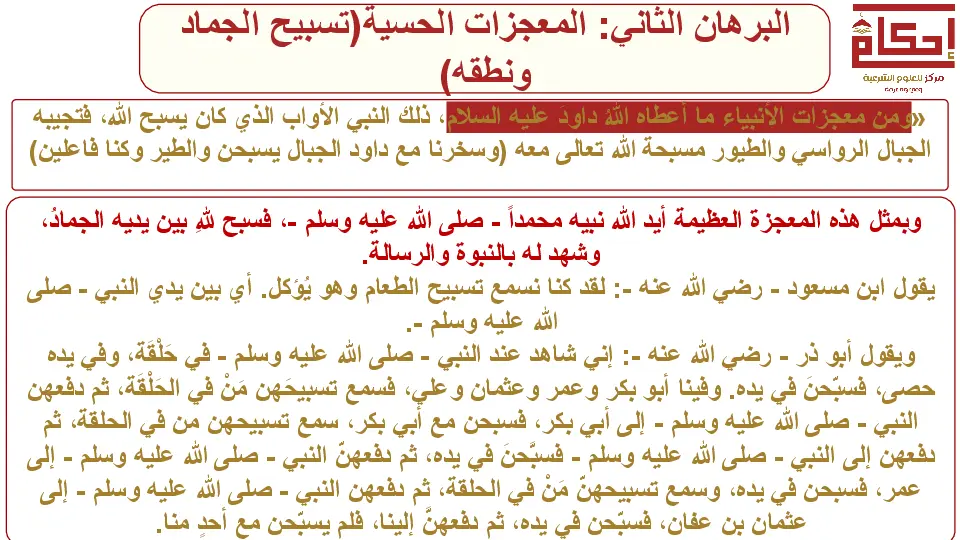 البرهان الثاني: المعجزات الحسية(تسبيح الجماد
ونطقه)
إحكام
مركز للعلوم الشرعية
«ومن معجزات الأنبياء ما أعطاه اللهُ داودَ عليه السلام، ذلك النبي الأواب الذي كان يسبح الله، فتجيبه
الجبال الرواسي والطيور مسبحة الله تعالى معه (وسخرنا مع داود الجبال يسبحن والطير وكنا فاعلين)
وبمثل هذه المعجزة العظيمة أيد الله نبيه محمداً - صلى الله عليه وسلم -، فسبح للهِ بين يديه الجمادُ،
وشهد له بالنبوة والرسالة.
يقول ابن مسعود - رضي الله عنه -: لقد كنا نسمع تسبيح الطعام وهو يُؤكل. أي بين يدي النبي - صلى
الله عليه وسلم -.
ويقول أبو ذر - رضي الله عنه -: إني شاهد عند النبي - صلى الله عليه وسلم - في حَلْقَة، وفي يده
حصى، فسبّحنَ في يده. وفينا أبو بكر وعمر وعثمان وعلي، فسمع تسبيحَهن مَنْ في الحَلْقَة، ثم دفعهن
النبي - صلى الله عليه وسلم - إلى أبي بكر، فسبحن مع أبي بكر، سمع تسبيحهن من في الحلقة، ثم
دفعهن إلى النبي - صلى الله عليه وسلم - فسبَّحنَ في يده، ثم دفعهنّ النبي - صلى الله عليه وسلم - إلى
عمر، فسبحن في يده، وسمع تسبيحهنّ مَنْ في الحلقة، ثم دفعهن النبي - صلى الله عليه وسلم - إلى
عثمان بن عفان، فسبّحن في يده، ثم دفعهنَّ إلينا، فلم يسبّحن مع أحدٍ منا.